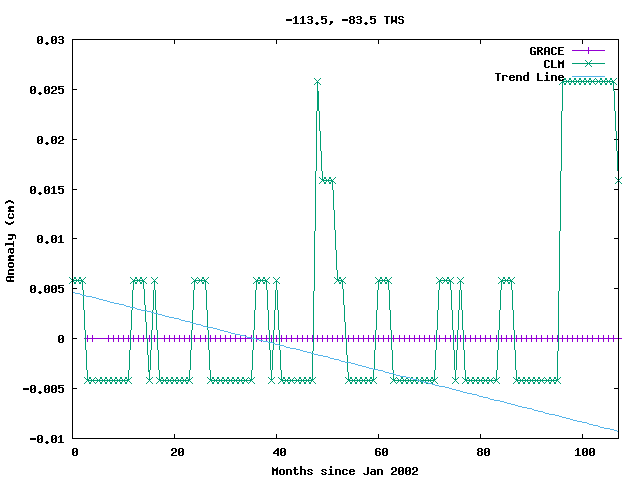 -113.5, -83.5 TWS
GRACE
CLM
Trend Line
0.03
0.025
0.02
0.015
0.01
0.005
0
-0.005
-0.01
Anomaly (cm)
0 20 40 60 80 100
Months since Jan 2002